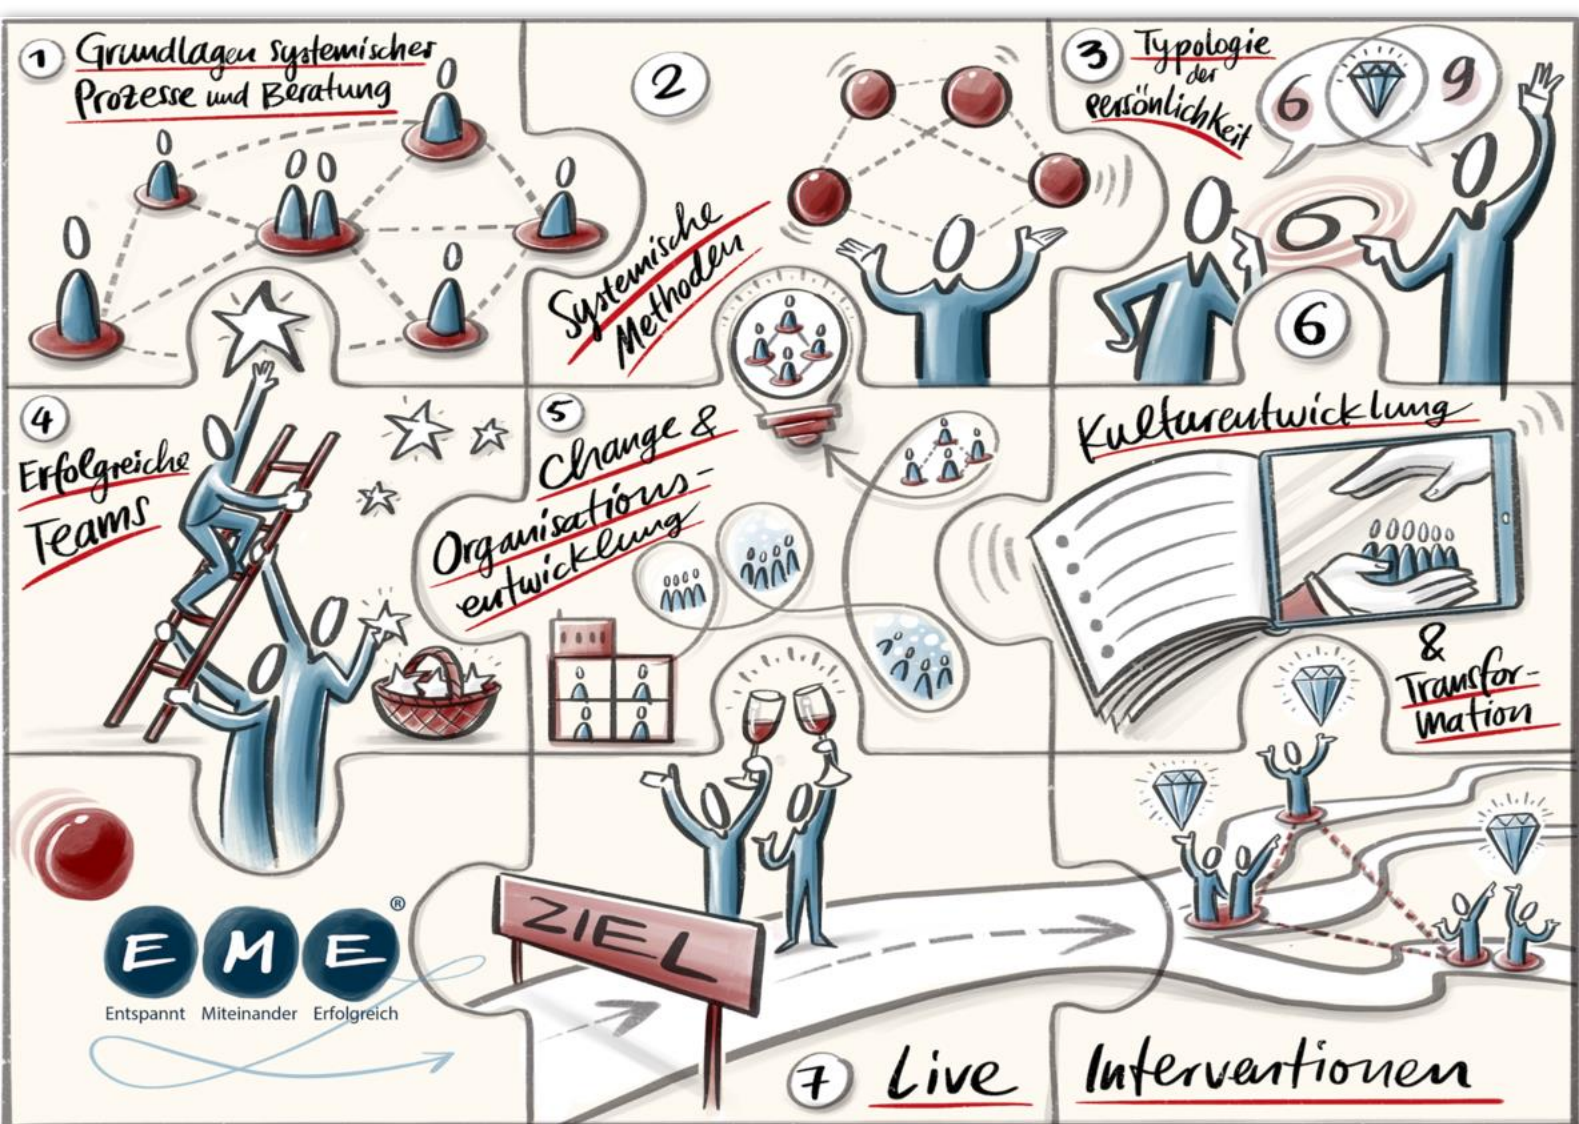 1
Grundlagen systemischer
Prozesse und Beratung
2
Systemische
Methoden
3
Typologie
der
Persönlichkeit
6
9
6
4
Erfolgreiche
Teams
5
Change &
Organisations-
entwicklung
6
Kulturentwicklung
&
Transfor-
mation
EME®
Entspannt Miteinander Erfolgreich
ZIEL
7 Live Interventionen